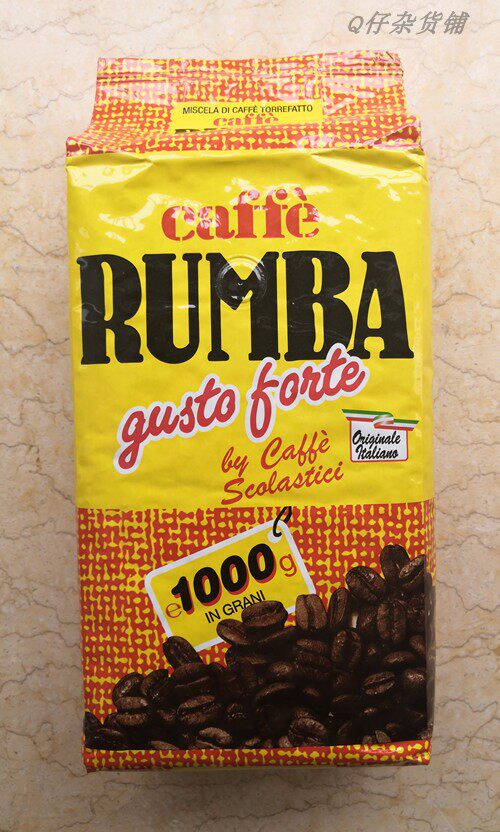 Q仔杂货铺
MISCELA DI CAFFÈ TORREFATTO
caffè
caffè
RUMBA
gusto forte
by Caffè
Scolastici
Originale
Italiano
e1000g
IN GRANI